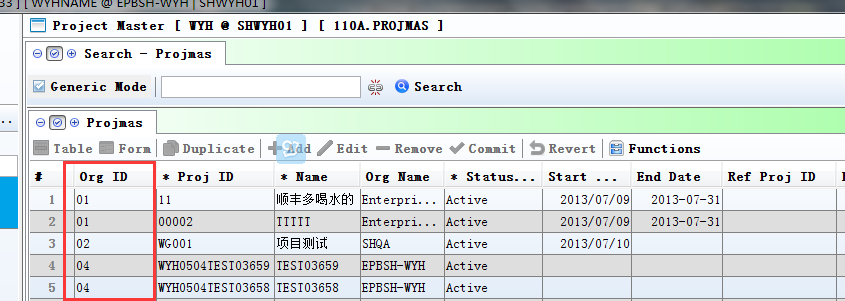 33 ] [ WYHNAME @ EPBSH-WYH | SHWYH01 ]
Project Master [ WYH @ SHWYH01 ] [ 110A.PROJMAS ]
Search - Projmas
Generic Mode Search
Projmas
Table Form Duplicate Add Edit Remove Commit Revert Functions
# Org ID * Proj ID * Name Org Name * Status... Start ... End Date Ref Proj ID
1 01 11 顺丰多喝水的 Enterpri... Active 2013/07/09 2013-07-31
2 01 00002 TTTTT Enterpri... Active 2013/07/09 2013-07-31
3 02 WG001 项目测试 SHQA Active 2013/07/10
4 04 WYH0504TEST03659 TEST03659 EPBSH-WYH Active
5 04 WYH0504TEST03658 TEST03658 EPBSH-WYH Active